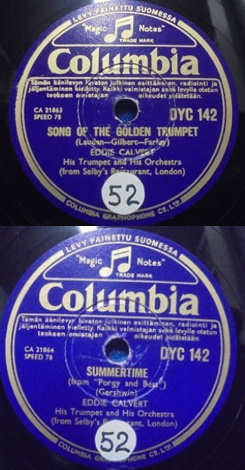 LEVY PAINETTU SUOMESSA
"Magic Notes"
TRADE MARK
Columbia
Tämän äänilevyn luvaton julkinen esittäminen, radiointi ja
jäljentäminen kielletty. Kaikki valmistajan sekä levylle otetun
teoksen omistajan oikeudet pidätetään.
CA 21863
SPEED 78
DYC 142
SONG OF THE GOLDEN TRUMPET
(Laudan—Gilbert—Farley)
EDDIE CALVERT
His Trumpet and His Orchestra
(from Selby's Restaurant, London)
52
COLUMBIA GRAPHOPHONE CO. LTD.
LEVY PAINETTU SUOMESSA
"Magic Notes"
TRADE MARK
Columbia
Tämän äänilevyn luvaton julkinen esittäminen, radiointi ja
jäljentäminen kielletty. Kaikki valmistajan sekä levylle otetun
teoksen omistajan oikeudet pidätetään.
CA 21864
SPEED 78
DYC 142
SUMMERTIME
(from "Porgy and Bess")
(Gershwin)
EDDIE CALVERT
His Trumpet and His Orchestra
(from Selby's Restaurant, London)
52
COLUMBIA GRAPHOPHONE CO. LTD.